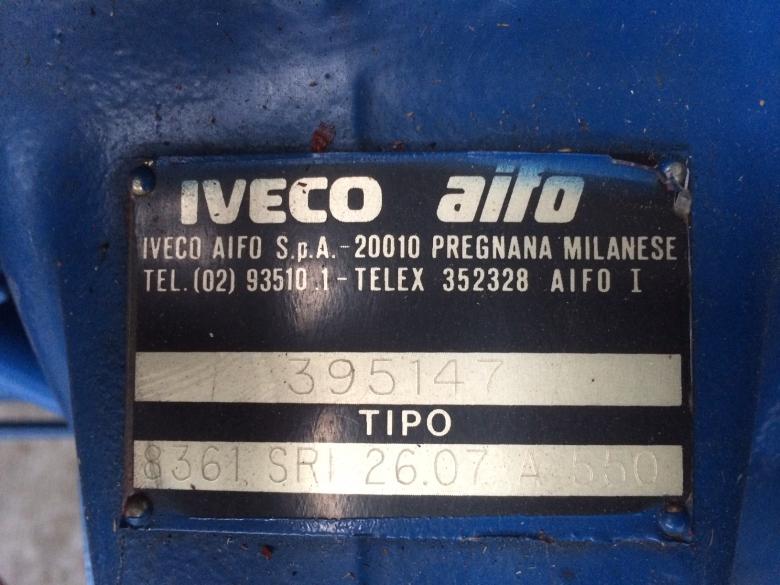 IVECO aifo
IVECO AIFO S.p.A. - 20010 PREGNANA MILANESE
TEL. (02) 93510.1 - TELEX 352328 AIFO I
395147
TIPO
8361 SRI 26.07 A 550